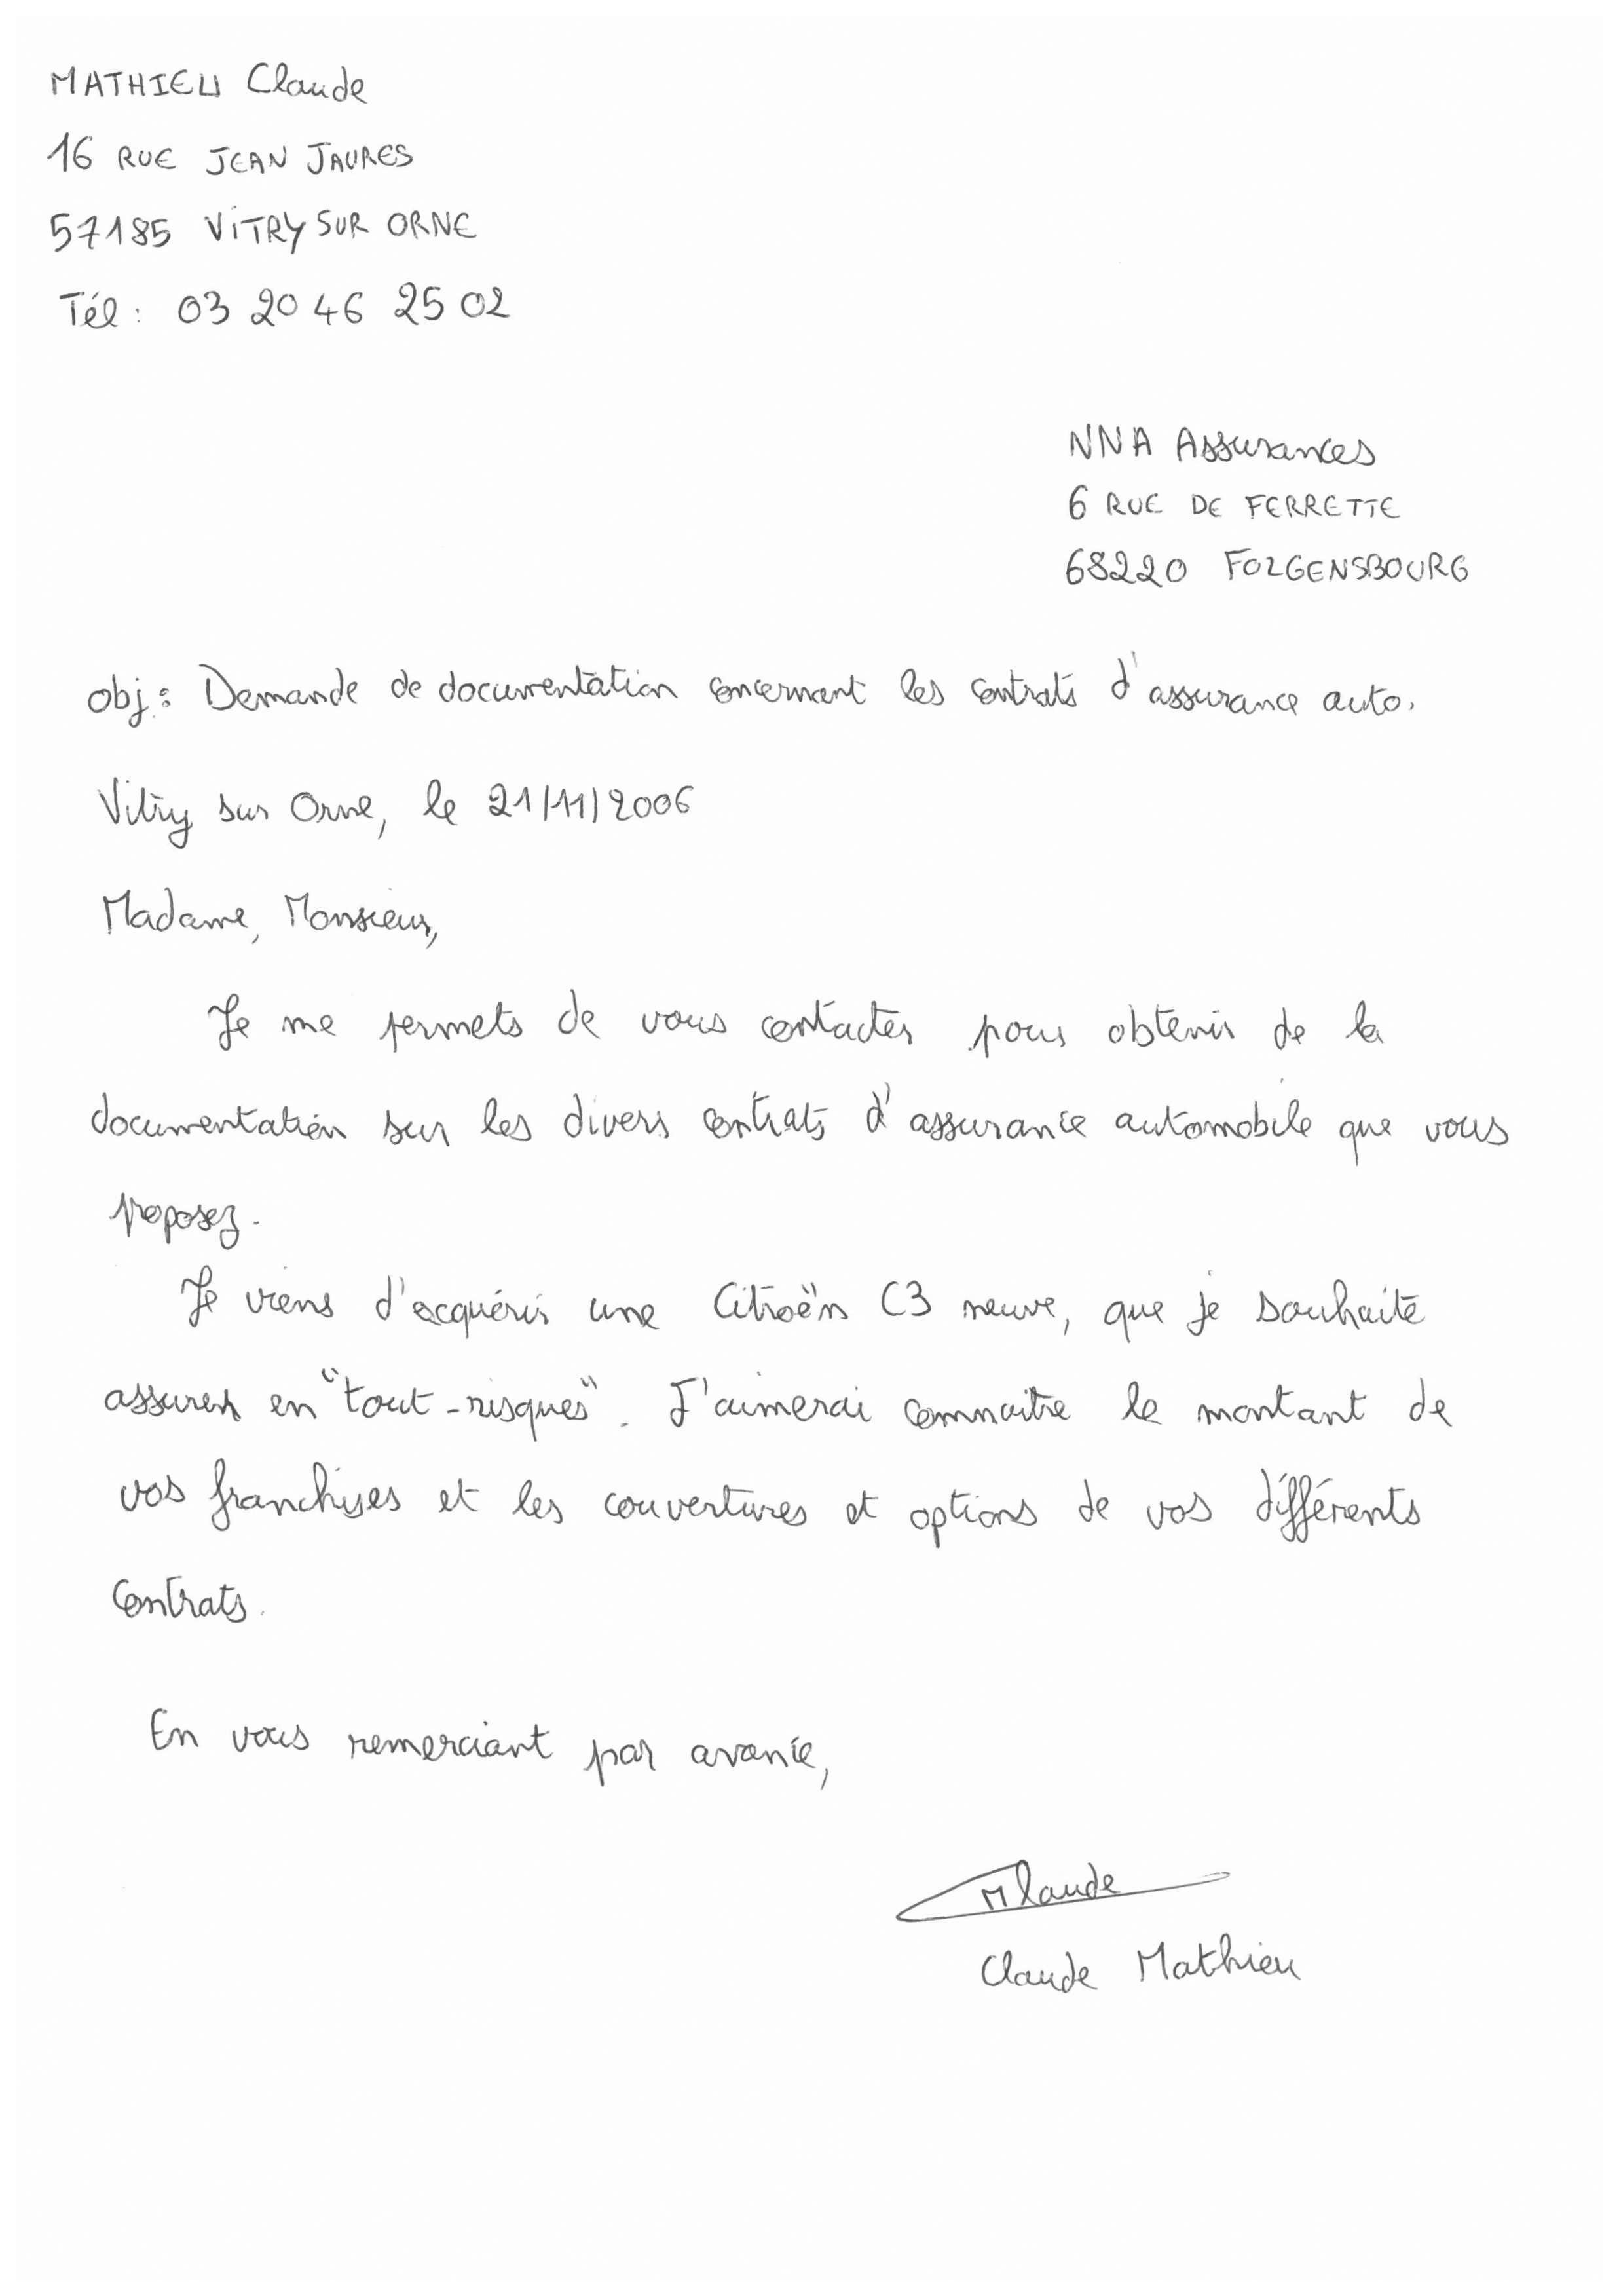 MATHIEU Claude
16 RUE JEAN JAURES
57185 VITRY SUR ORNE
Tél : 03 20 46 25 02
NNA Assurances
6 RUE DE FERRETTE
68220 FOLGENSBOURG
obj : Demande de documentation concernant les contrats d'assurance auto.
Vitry sur Orne, le 21/11/2006
Madame, Monsieur,
Je me permets de vous contacter pour obtenir de la
documentation sur les divers contrats d'assurance automobile que vous
proposez.
Je viens d'acquérir une Citroën C3 neuve, que je souhaite
assurer en "tout-risques". J'aimerai connaitre le montant de
vos franchises et les couvertures et options de vos différents
contrats.
En vous remerciant par avance,
MClaude
Claude Mathieu